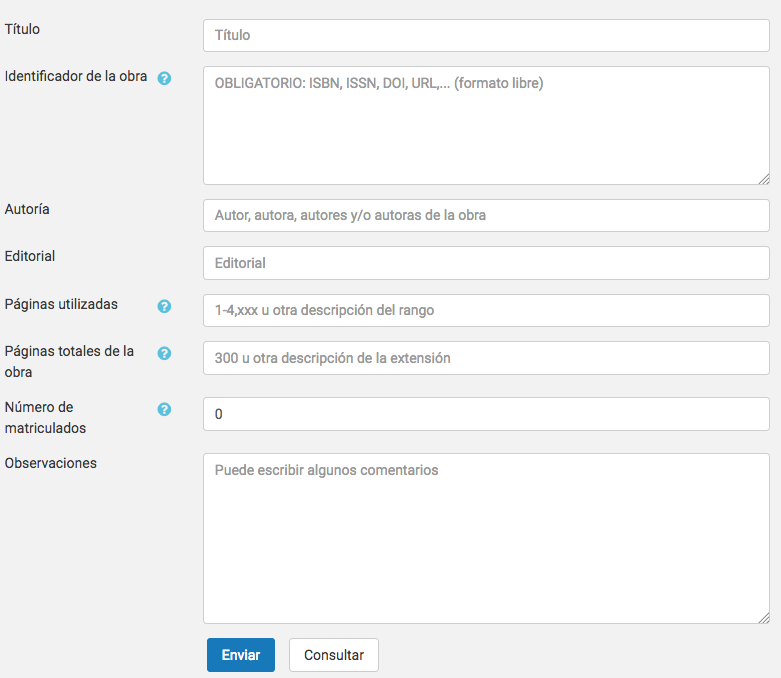 Título
Título
Identificador de la obra
OBLIGATORIO: ISBN, ISSN, DOI, URL,... (formato libre)
Autoría
Autor, autora, autores y/o autoras de la obra
Editorial
Editorial
Páginas utilizadas
1-4,xxx u otra descripción del rango
Páginas totales de la
obra
300 u otra descripción de la extensión
Número de
matriculados
0
Observaciones
Puede escribir algunos comentarios
Enviar
Consultar